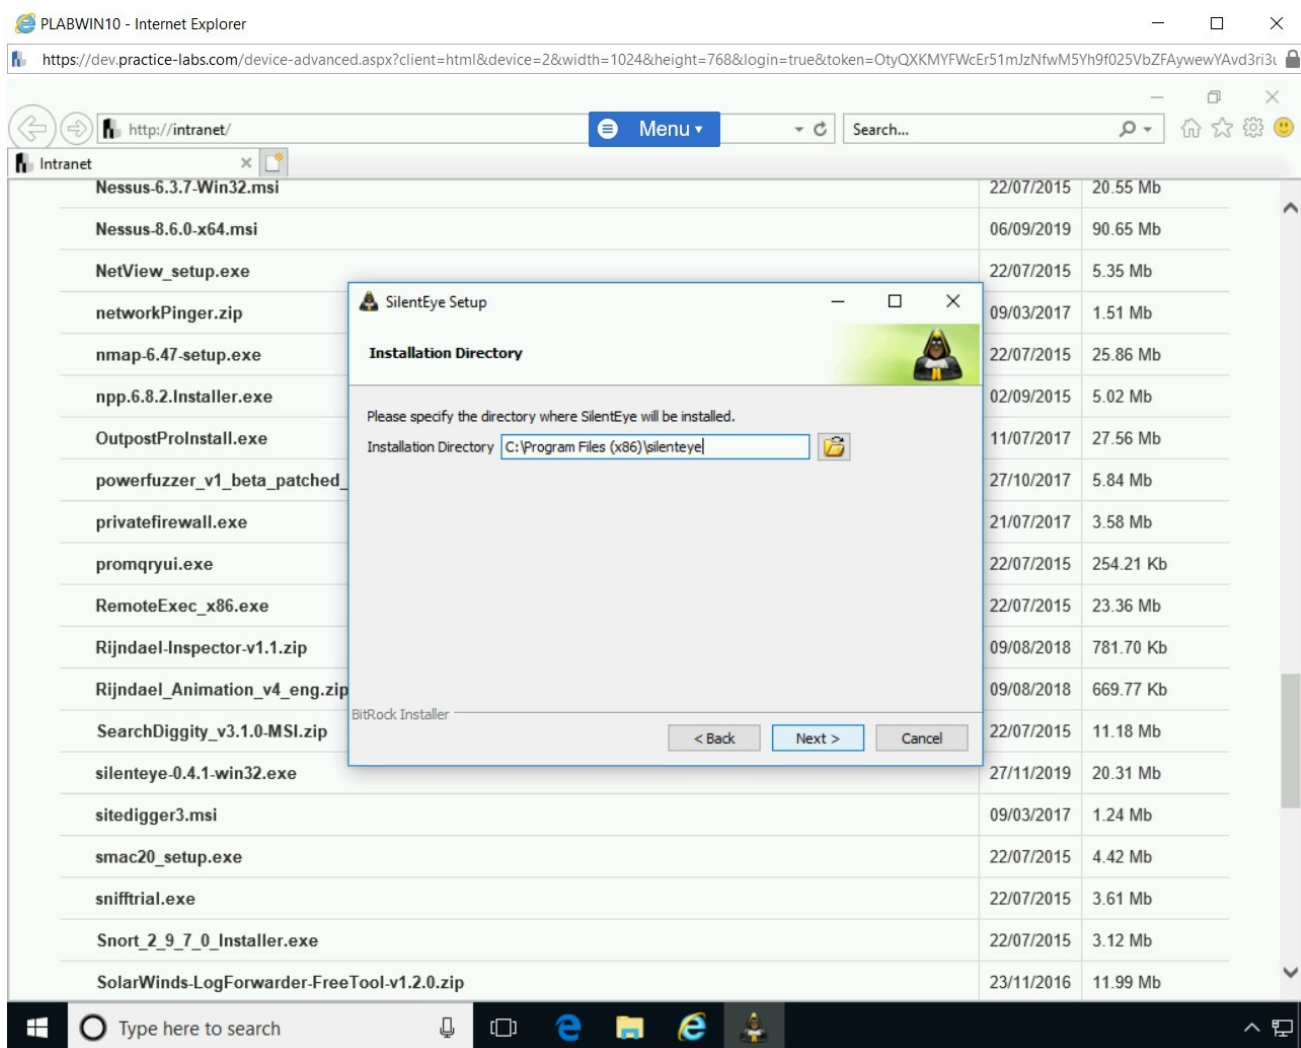 PLABWIN10 - Internet Explorer
https://dev.practice-labs.com/device-advanced.aspx?client=html&device=2&width=1024&height=768&login=true&token=OtyQXKMYFWcEr51mJzNfwM5Yh9f025VbZFAywewYAvd3ri3u
http://intranet/ Menu Search...
Intranet
Nessus-6.3.7-Win32.msi 22/07/2015 20.55 Mb
Nessus-8.6.0-x64.msi 06/09/2019 90.65 Mb
NetView_setup.exe 22/07/2015 5.35 Mb
networkPinger.zip 09/03/2017 1.51 Mb
nmap-6.47-setup.exe 22/07/2015 25.86 Mb
npp.6.8.2.Installer.exe 02/09/2015 5.02 Mb
OutpostProInstall.exe 11/07/2017 27.56 Mb
powerfuzzer_v1_beta_patched_ 27/10/2017 5.84 Mb
privatefirewall.exe 21/07/2017 3.58 Mb
promqryui.exe 22/07/2015 254.21 Kb
RemoteExec_x86.exe 22/07/2015 23.36 Mb
Rijndael-Inspector-v1.1.zip 09/08/2018 781.70 Kb
Rijndael_Animation_v4_eng.zip 09/08/2018 669.77 Kb
SearchDiggity_v3.1.0-MSI.zip 22/07/2015 11.18 Mb
silenteye-0.4.1-win32.exe 27/11/2019 20.31 Mb
sitedigger3.msi 09/03/2017 1.24 Mb
smac20_setup.exe 22/07/2015 4.42 Mb
snifftrial.exe 22/07/2015 3.61 Mb
Snort_2_9_7_0_Installer.exe 22/07/2015 3.12 Mb
SolarWinds-LogForwarder-FreeTool-v1.2.0.zip 23/11/2016 11.99 Mb
SilentEye Setup
Installation Directory
Please specify the directory where SilentEye will be installed.
Installation Directory C:\Program Files (x86)\silenteye
BitRock Installer
< Back Next > Cancel
Type here to search